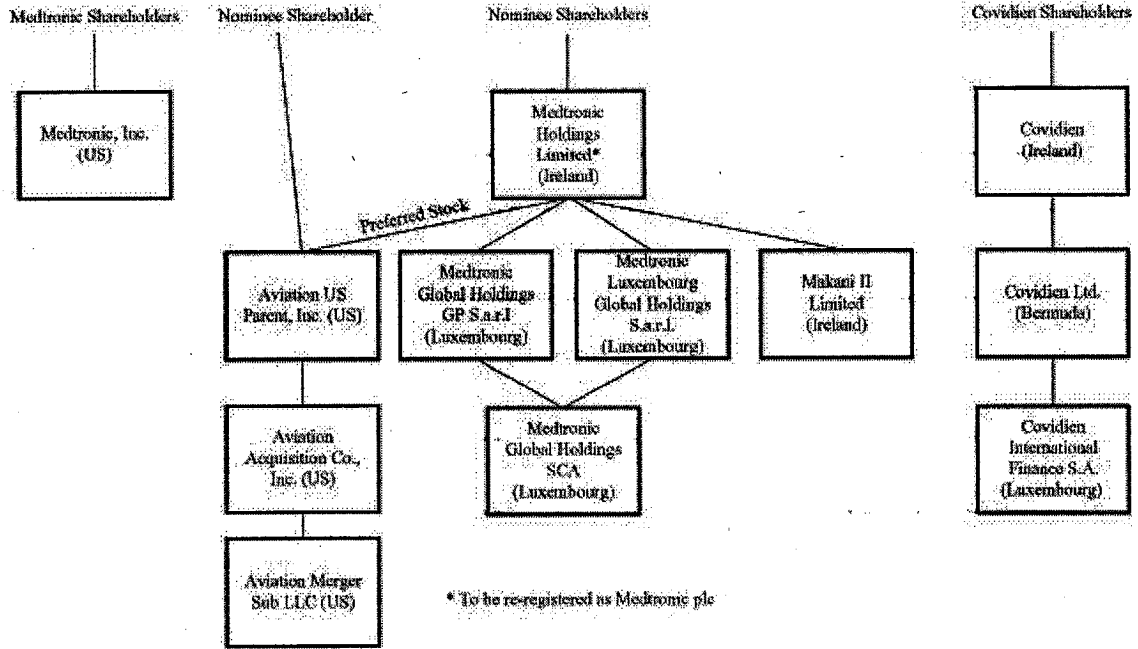 Medtronic Shareholders
Nominee Shareholder
Nominee Shareholders
Covidien Shareholders
Medtronic, Inc.
(US)
Medtronic
Holdings
Limited*
(Ireland)
Covidien
(Ireland)
Preferred Stock
Aviation US
Parent, Inc. (US)
Medtronic
Global Holdings
GP S.a.r.l
(Luxembourg)
Medtronic
Luxembourg
Global Holdings
S.a.r.l.
(Luxembourg)
Makani II
Limited
(Ireland)
Covidien Ltd.
(Bermuda)
Aviation
Acquisition Co.,
Inc. (US)
Medtronic
Global Holdings
SCA
(Luxembourg)
Covidien
International
Finance S.A.
(Luxembourg)
Aviation Merger
Sub LLC (US)
* To be re-registered as Medtronic plc